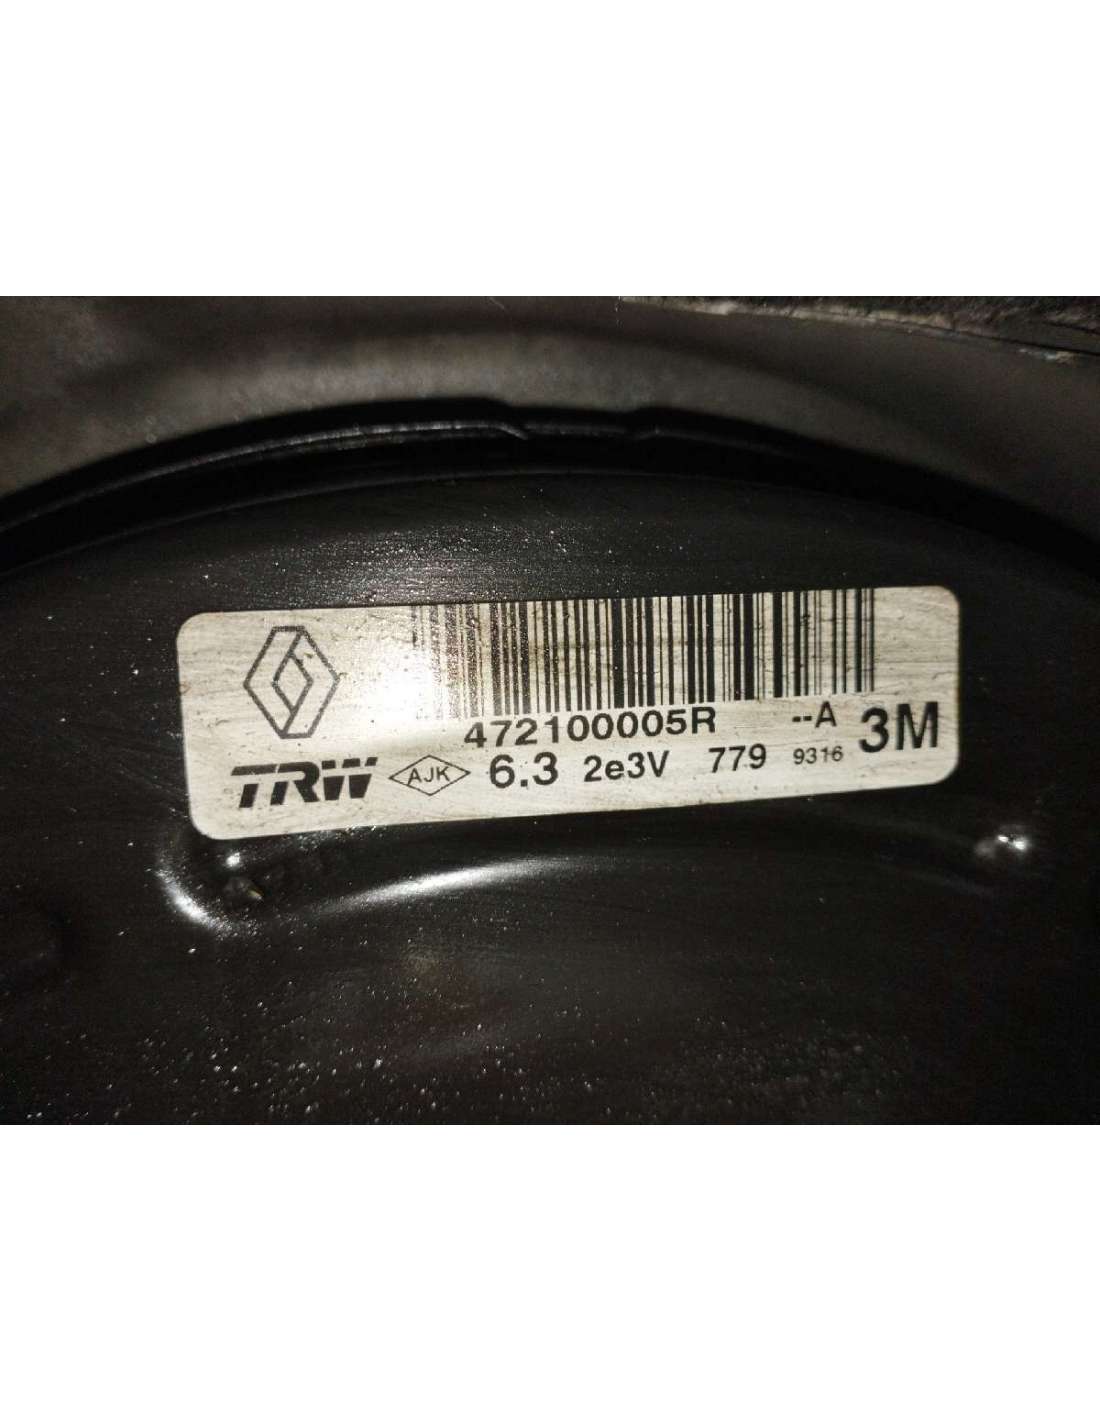 472100005R --A 3M
TRW AJK 6.3 2e3V 779 9316